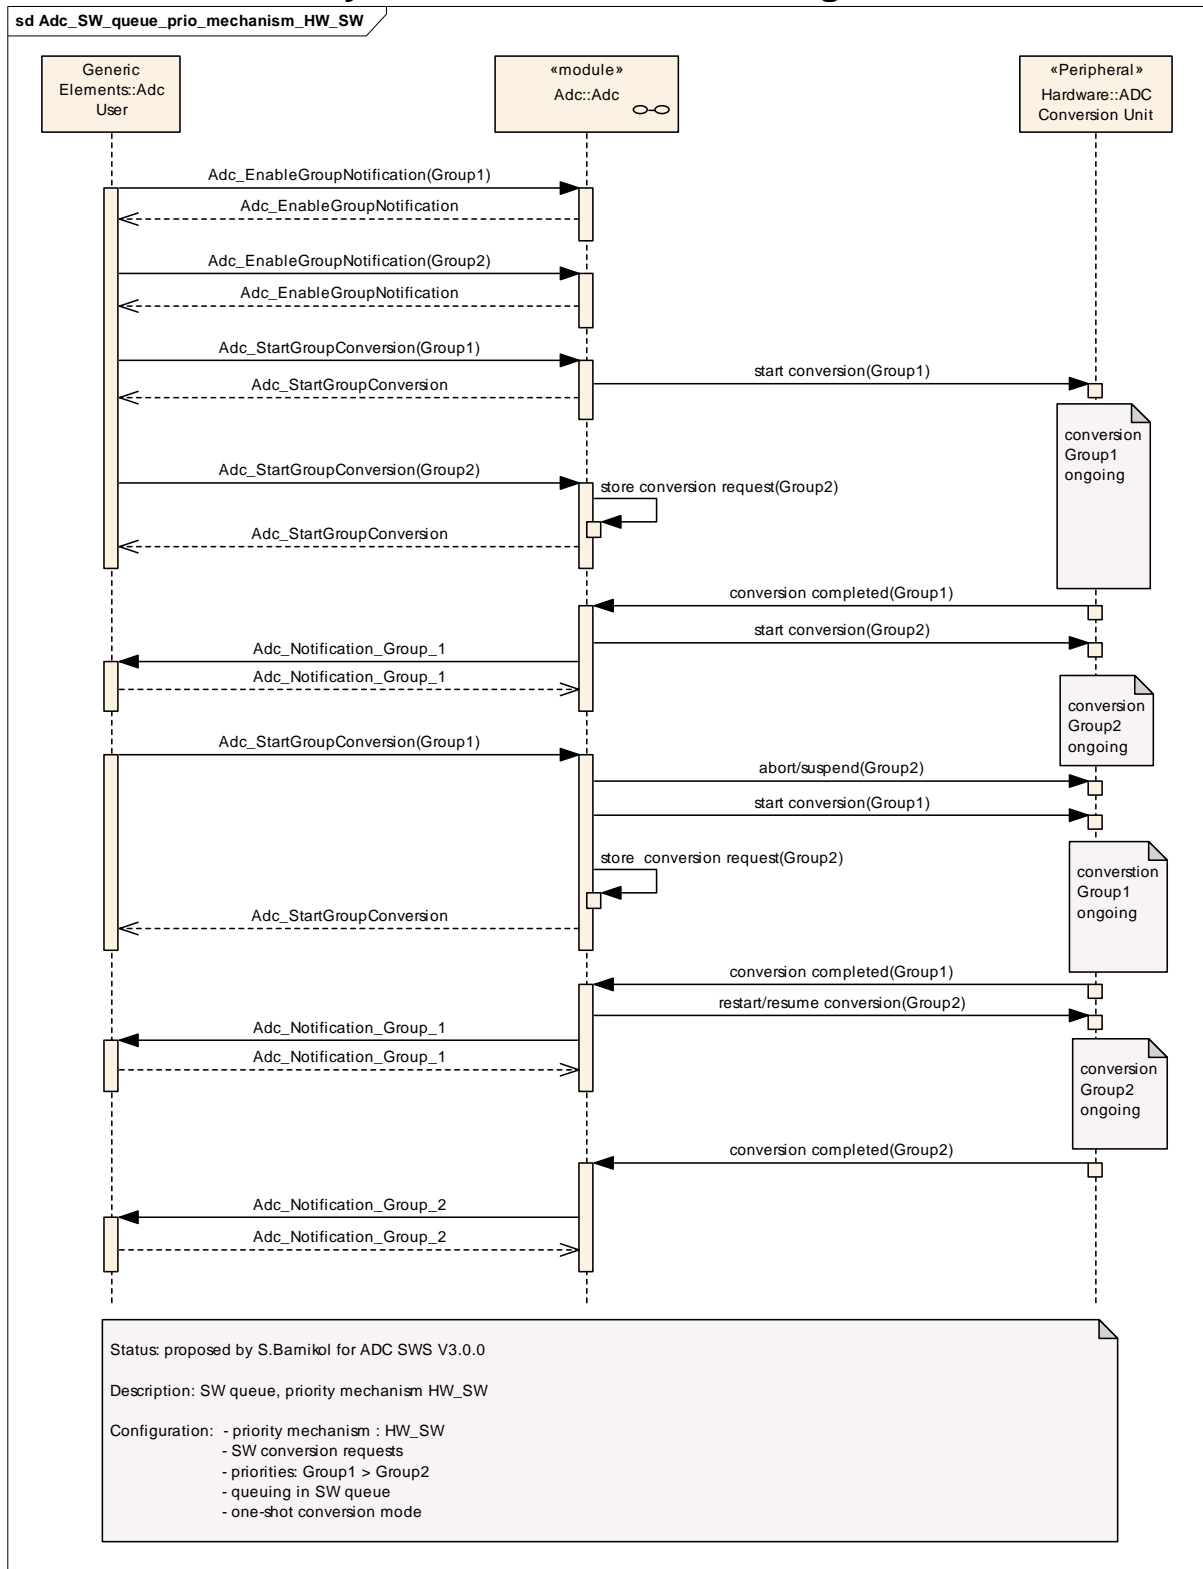 sd Adc_SW_queue_prio_mechanism_HW_SW
Generic
Elements::Adc
User
«module»
Adc::Adc
«Peripheral»
Hardware::ADC
Conversion Unit
Adc_EnableGroupNotification(Group1)
Adc_EnableGroupNotification
Adc_EnableGroupNotification(Group2)
Adc_EnableGroupNotification
Adc_StartGroupConversion(Group1)
start conversion(Group1)
Adc_StartGroupConversion
conversion
Group1
ongoing
Adc_StartGroupConversion(Group2)
store conversion request(Group2)
Adc_StartGroupConversion
conversion completed(Group1)
start conversion(Group2)
Adc_Notification_Group_1
Adc_Notification_Group_1
conversion
Group2
ongoing
Adc_StartGroupConversion(Group1)
abort/suspend(Group2)
start conversion(Group1)
store conversion request(Group2)
converstion
Group1
ongoing
Adc_StartGroupConversion
conversion completed(Group1)
restart/resume conversion(Group2)
Adc_Notification_Group_1
Adc_Notification_Group_1
conversion
Group2
ongoing
conversion completed(Group2)
Adc_Notification_Group_2
Adc_Notification_Group_2
Status: proposed by S.Barnikol for ADC SWS V3.0.0
Description: SW queue, priority mechanism HW_SW
Configuration: - priority mechanism : HW_SW
- SW conversion requests
- priorities: Group1 > Group2
- queuing in SW queue
- one-shot conversion mode